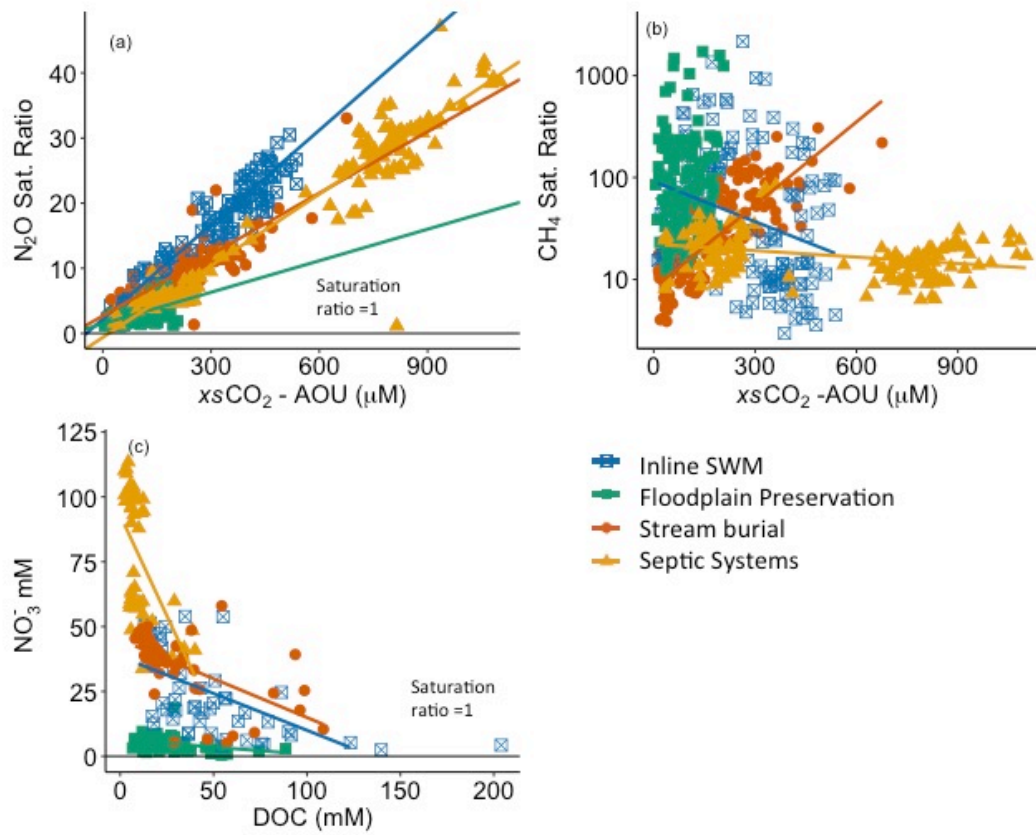 (a)
N₂O Sat. Ratio
40
30
20
10
0
Saturation
ratio =1
0 300 600 900
xsCO₂ - AOU (μM)
(b)
CH₄ Sat. Ratio
1000
100
10
0 300 600 900
xsCO₂ -AOU (μM)
(c)
NO₃⁻ mM
125
100
75
50
25
0
Saturation
ratio =1
0 50 100 150 200
DOC (mM)
Inline SWM
Floodplain Preservation
Stream burial
Septic Systems